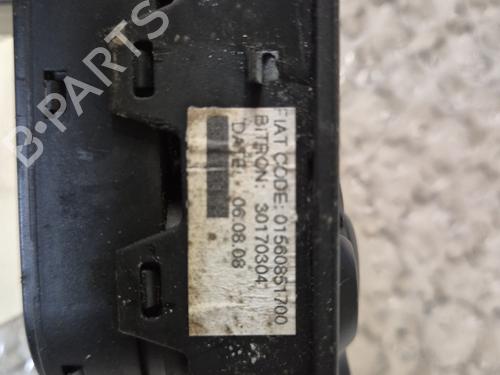 FIAT CODE: 01560851700
BITRON: 30170304
DATE: 06.08.08
B-PARTS